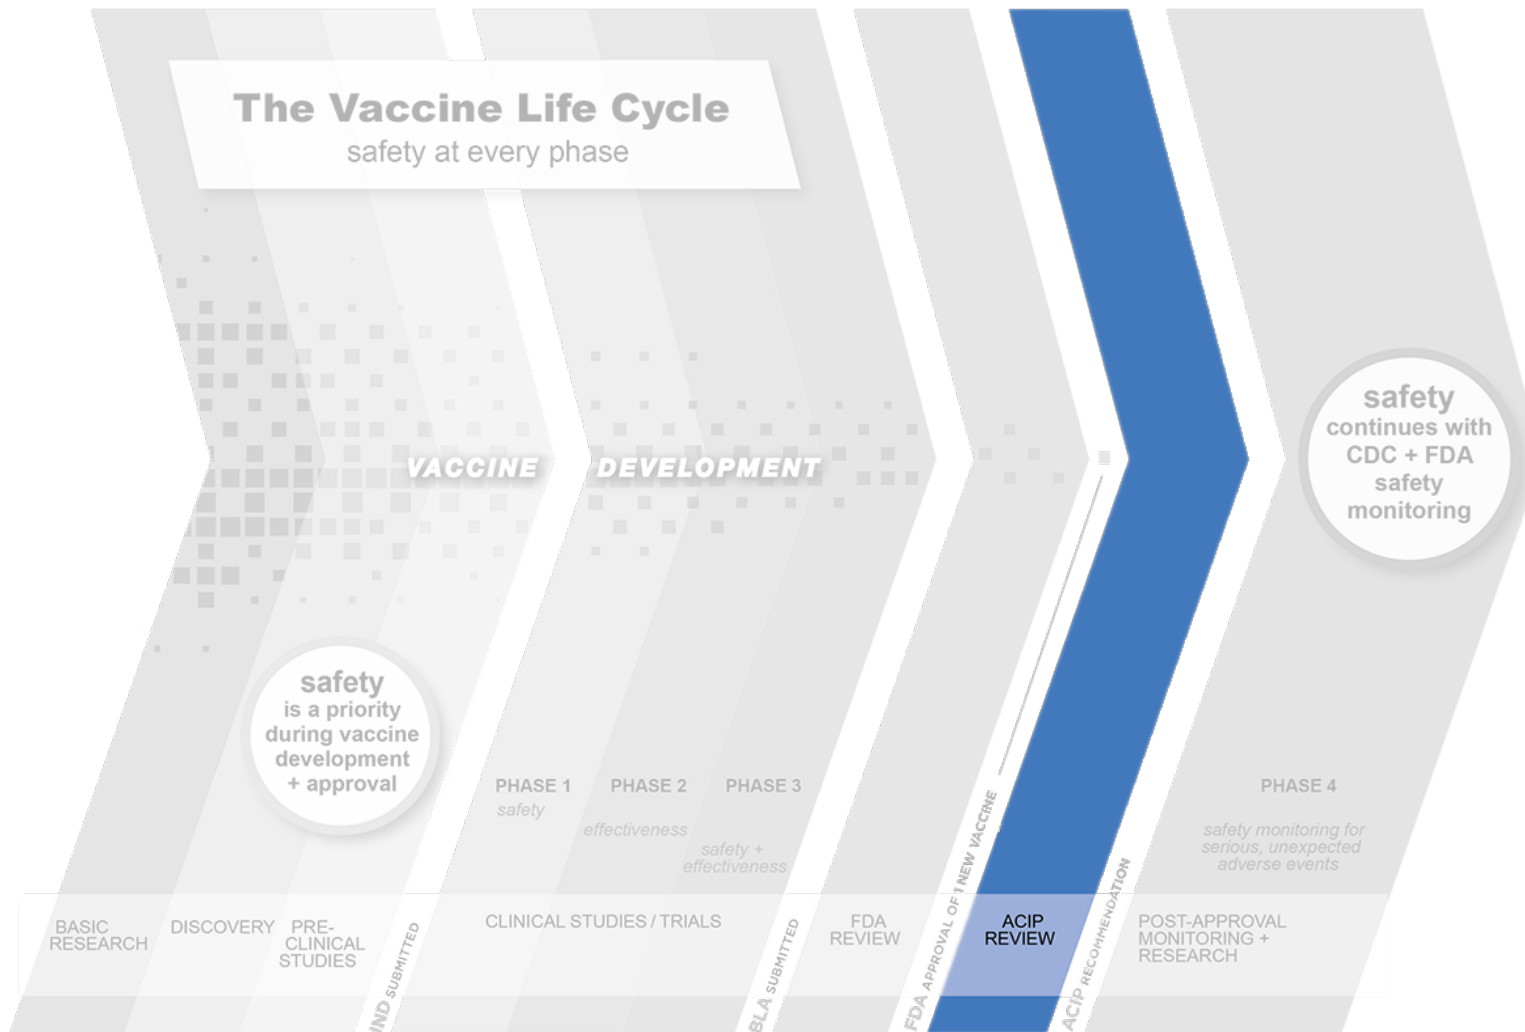 The Vaccine Life Cycle
safety at every phase
VACCINE DEVELOPMENT
safety
continues with
CDC + FDA
safety
monitoring
safety
is a priority
during vaccine
development
+ approval
PHASE 1
safety
PHASE 2
effectiveness
PHASE 3
safety +
effectiveness
PHASE 4
safety monitoring for
serious, unexpected
adverse events
BASIC
RESEARCH
DISCOVERY
PRE-
CLINICAL
STUDIES
IND SUBMITTED
CLINICAL STUDIES / TRIALS
BLA SUBMITTED
FDA
REVIEW
FDA APPROVAL OF 1 NEW VACCINE
ACIP
REVIEW
ACIP RECOMMENDATION
POST-APPROVAL
MONITORING +
RESEARCH